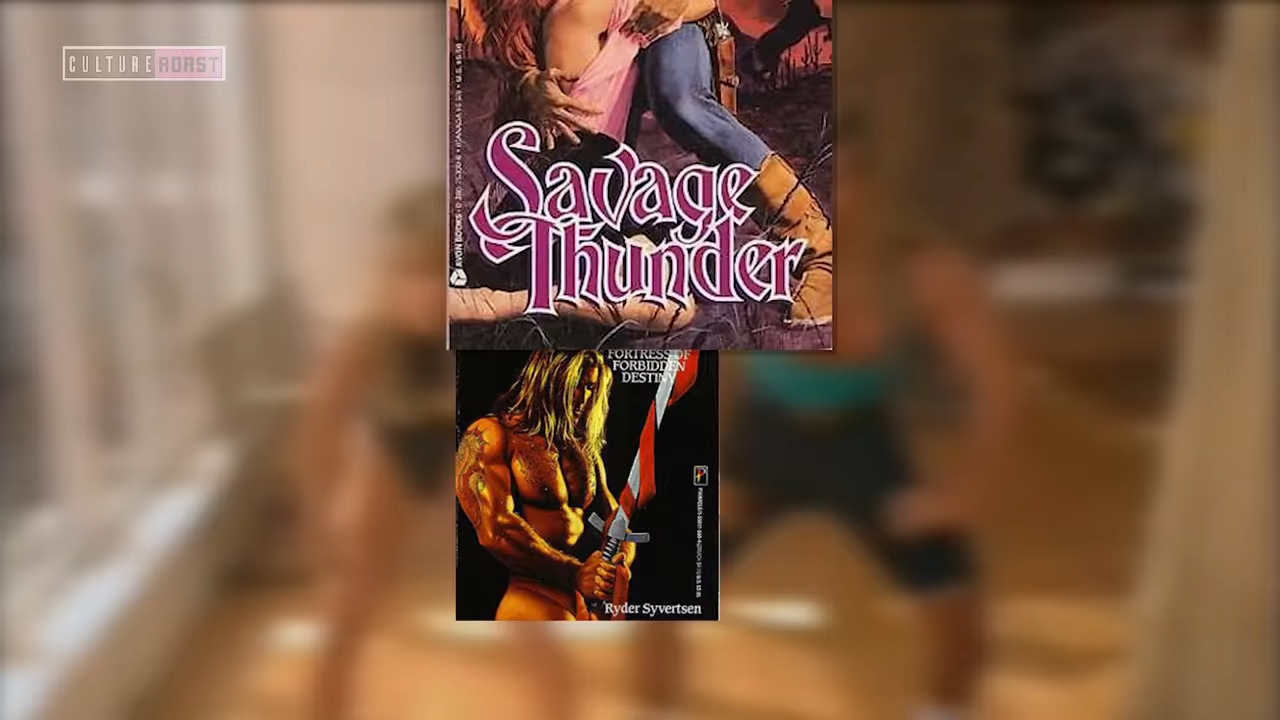 CULTURE ROAST
Savage
Thunder
AVON BOOKS
FORTRESS OF
FORBIDDEN
DESTINY
Ryder Syvertsen